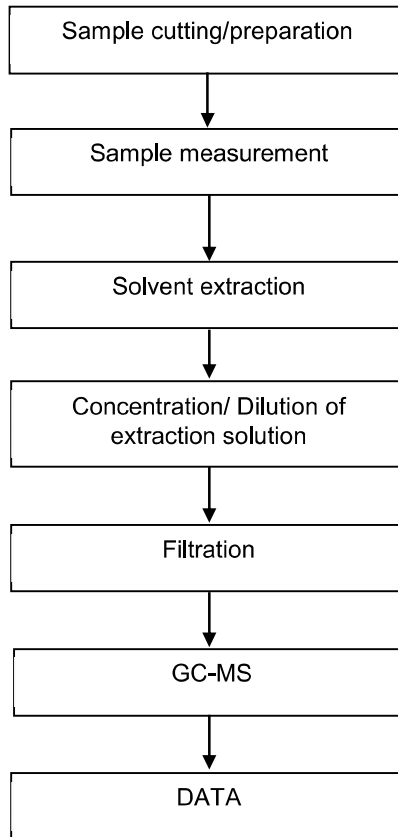 Sample cutting/preparation
Sample measurement
Solvent extraction
Concentration/ Dilution of
extraction solution
Filtration
GC-MS
DATA